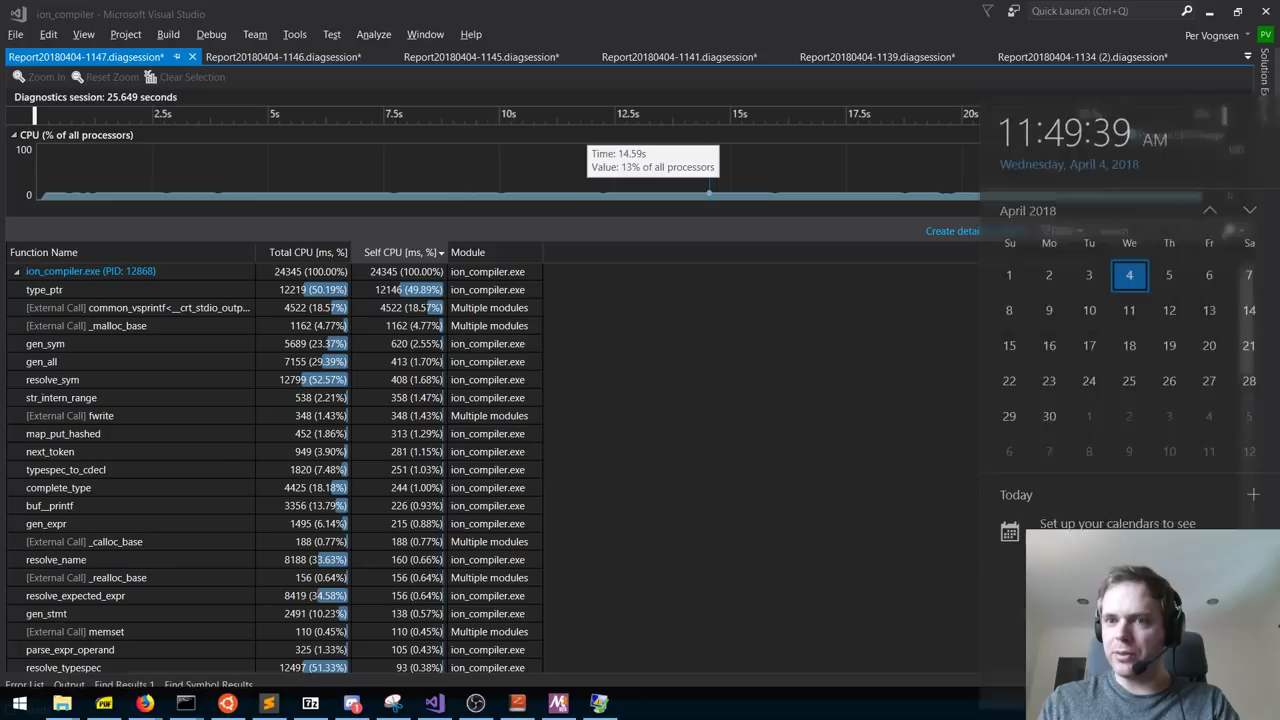 ion_compiler - Microsoft Visual Studio
Quick Launch (Ctrl+Q)
File Edit View Project Build Debug Team Tools Test Analyze Window Help
Per Vognsen PV
Report20180404-1147.diagsession* Report20180404-1146.diagsession* Report20180404-1145.diagsession* Report20180404-1141.diagsession* Report20180404-1139.diagsession* Report20180404-1134 (2).diagsession*
Zoom In Reset Zoom Clear Selection
Diagnostics session: 25.649 seconds
2.5s 5s 7.5s 10s 12.5s 15s 17.5s 20s
CPU (% of all processors)
100
0
Time: 14.59s
Value: 13% of all processors
Function Name Total CPU [ms, %] Self CPU [ms, %] Module
ion_compiler.exe (PID: 12868) 24345 (100.00%) 24345 (100.00%) ion_compiler.exe
type_ptr 12219 (50.19%) 12146 (49.89%) ion_compiler.exe
[External Call] common_vsprintf<__crt_stdio_outp... 4522 (18.57%) 4522 (18.57%) Multiple modules
[External Call] _malloc_base 1162 (4.77%) 1162 (4.77%) Multiple modules
gen_sym 5689 (23.37%) 620 (2.55%) ion_compiler.exe
gen_all 7155 (29.39%) 413 (1.70%) ion_compiler.exe
resolve_sym 12799 (52.57%) 408 (1.68%) ion_compiler.exe
str_intern_range 538 (2.21%) 358 (1.47%) ion_compiler.exe
[External Call] fwrite 348 (1.43%) 348 (1.43%) Multiple modules
map_put_hashed 452 (1.86%) 313 (1.29%) ion_compiler.exe
next_token 949 (3.90%) 281 (1.15%) ion_compiler.exe
typespec_to_cdecl 1820 (7.48%) 251 (1.03%) ion_compiler.exe
complete_type 4425 (18.18%) 244 (1.00%) ion_compiler.exe
buf__printf 3356 (13.79%) 226 (0.93%) ion_compiler.exe
gen_expr 1495 (6.14%) 215 (0.88%) ion_compiler.exe
[External Call] _calloc_base 188 (0.77%) 188 (0.77%) Multiple modules
resolve_name 8188 (33.63%) 160 (0.66%) ion_compiler.exe
[External Call] _realloc_base 156 (0.64%) 156 (0.64%) Multiple modules
resolve_expected_expr 8419 (34.58%) 156 (0.64%) ion_compiler.exe
gen_stmt 2491 (10.23%) 138 (0.57%) ion_compiler.exe
[External Call] memset 110 (0.45%) 110 (0.45%) Multiple modules
parse_expr_operand 325 (1.33%) 105 (0.43%) ion_compiler.exe
resolve_typespec 12497 (51.33%) 93 (0.38%) ion_compiler.exe
Error List Output Find Results 1 Find Symbol Results
Create detai
Solution Ex
11:49:39 AM
Wednesday, April 4, 2018
April 2018
Su Mo Tu We Th Fr Sa
1 2 3 4 5 6 7
8 9 10 11 12 13 14
15 16 17 18 19 20 21
22 23 24 25 26 27 28
29 30 1 2 3 4 5
6 7 8 9 10 11 12
Today
Set up your calendars to see